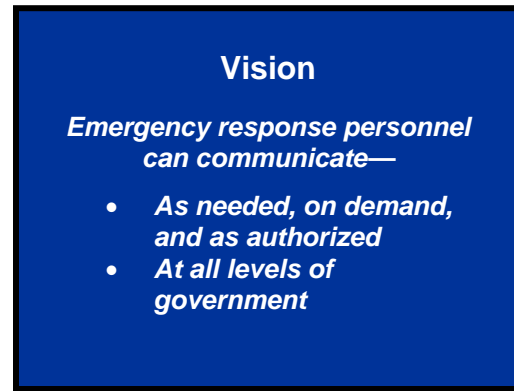 Vision
Emergency response personnel
can communicate—
• As needed, on demand,
and as authorized
• At all levels of
government